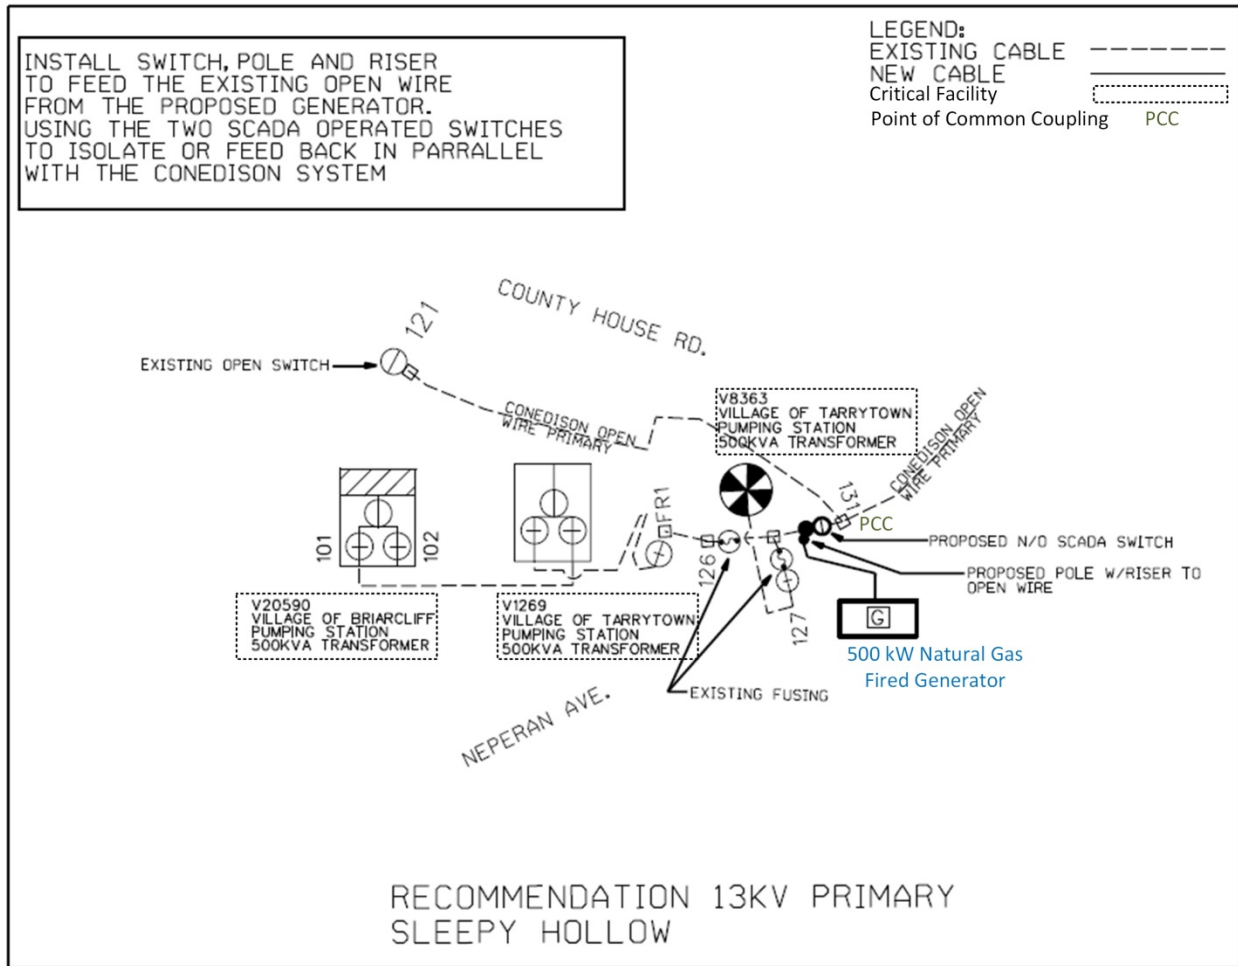 INSTALL SWITCH, POLE AND RISER
TO FEED THE EXISTING OPEN WIRE
FROM THE PROPOSED GENERATOR.
USING THE TWO SCADA OPERATED SWITCHES
TO ISOLATE OR FEED BACK IN PARRALLEL
WITH THE CONEDISON SYSTEM
LEGEND:
EXISTING CABLE
NEW CABLE
Critical Facility
Point of Common Coupling PCC
COUNTY HOUSE RD.
121
EXISTING OPEN SWITCH
CONEDISON OPEN
WIRE PRIMARY
V8363
VILLAGE OF TARRYTOWN
PUMPING STATION
500KVA TRANSFORMER
CONEDISON OPEN
WIRE PRIMARY
131
PCC
FR1
101
102
126
127
PROPOSED N/O SCADA SWITCH
PROPOSED POLE W/RISER TO
OPEN WIRE
G
500 kW Natural Gas
Fired Generator
V20590
VILLAGE OF BRIARCLIFF
PUMPING STATION
500KVA TRANSFORMER
V1269
VILLAGE OF TARRYTOWN
PUMPING STATION
500KVA TRANSFORMER
EXISTING FUSING
NEPERAN AVE.
RECOMMENDATION 13KV PRIMARY
SLEEPY HOLLOW